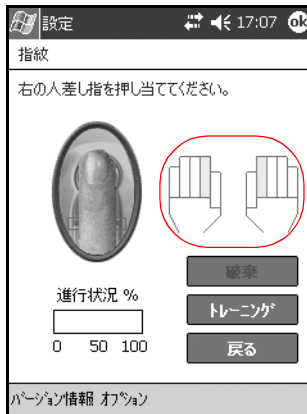 設定 17:07 ok
指紋
右の人差し指を押し当ててください。
破棄
進行状況 %
トレーニング
0 50 100
戻る
バージョン情報 オプション